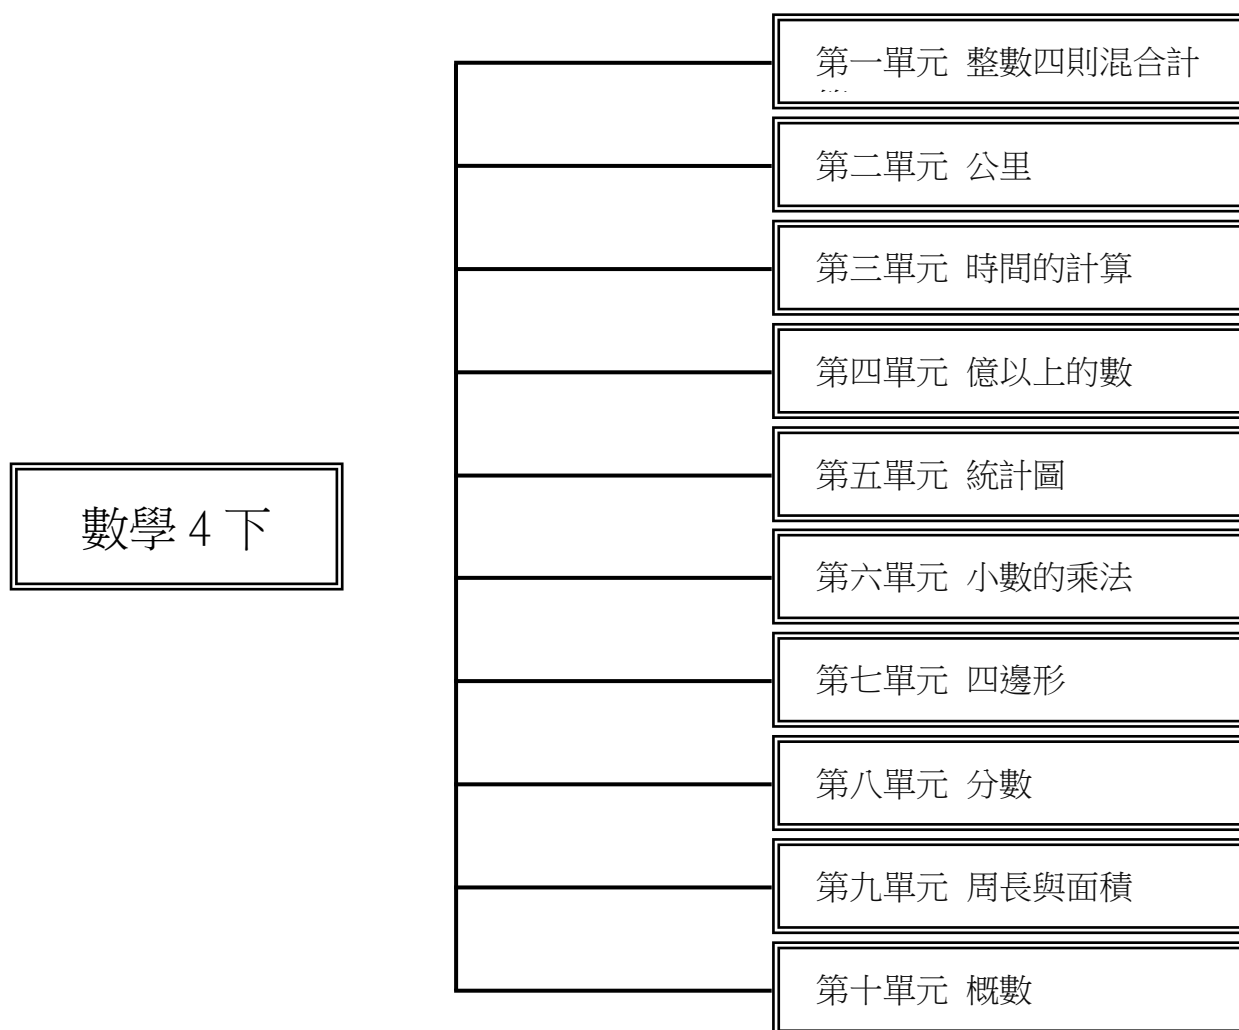 第一單元 整數四則混合計
第二單元 公里
第三單元 時間的計算
第四單元 億以上的數
第五單元 統計圖
數學4下
第六單元 小數的乘法
第七單元 四邊形
第八單元 分數
第九單元 周長與面積
第十單元 概數